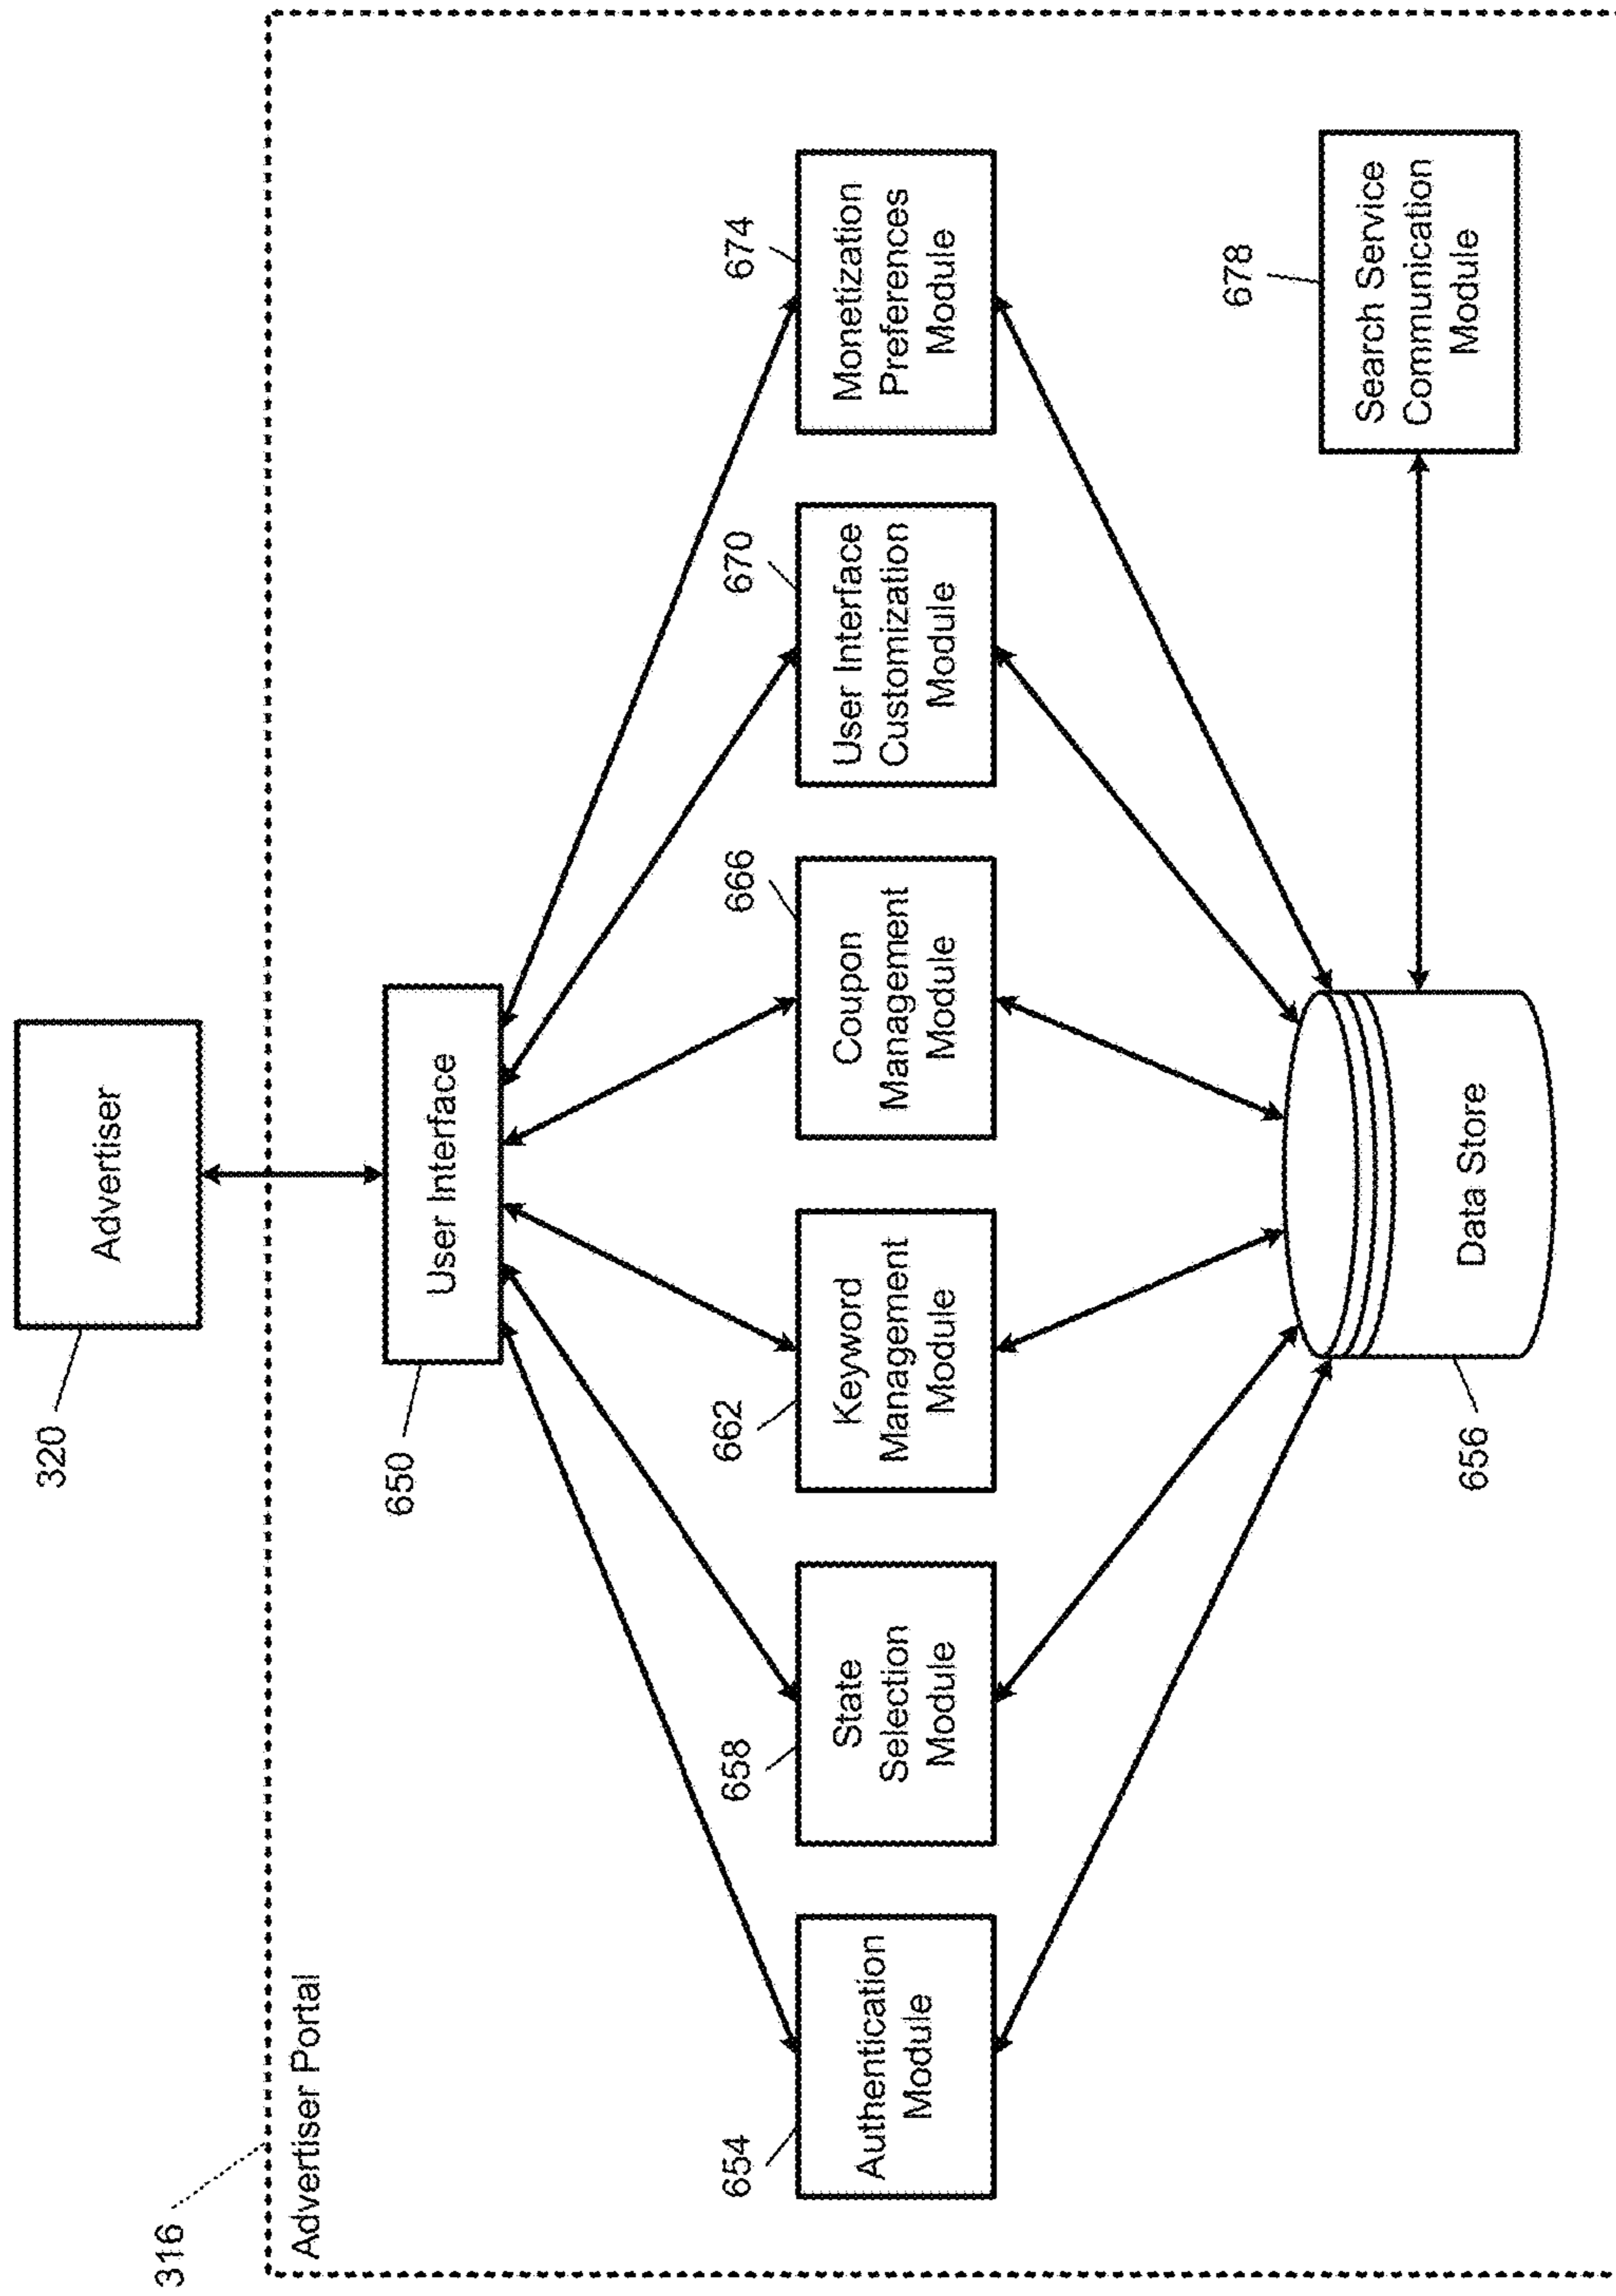 320
Advertiser
316
Advertiser Portal
650
User Interface
654
Authentication
Module
658
State
Selection
Module
662
Keyword
Management
Module
666
Coupon
Management
Module
670
User Interface
Customization
Module
674
Monetization
Preferences
Module
656
Data Store
678
Search Service
Communication
Module